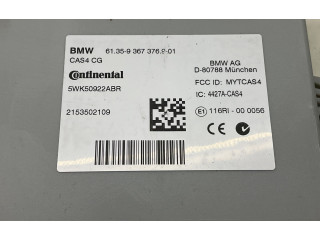 BMW 61.35-9 367 376.9-01
CAS4 CG
Continental
5WK50922ABR
2153502109
BMW AG
D-80788 München
FCC ID: MYTCAS4
IC: 4427A-CAS4
E1 116RI - 00 0056